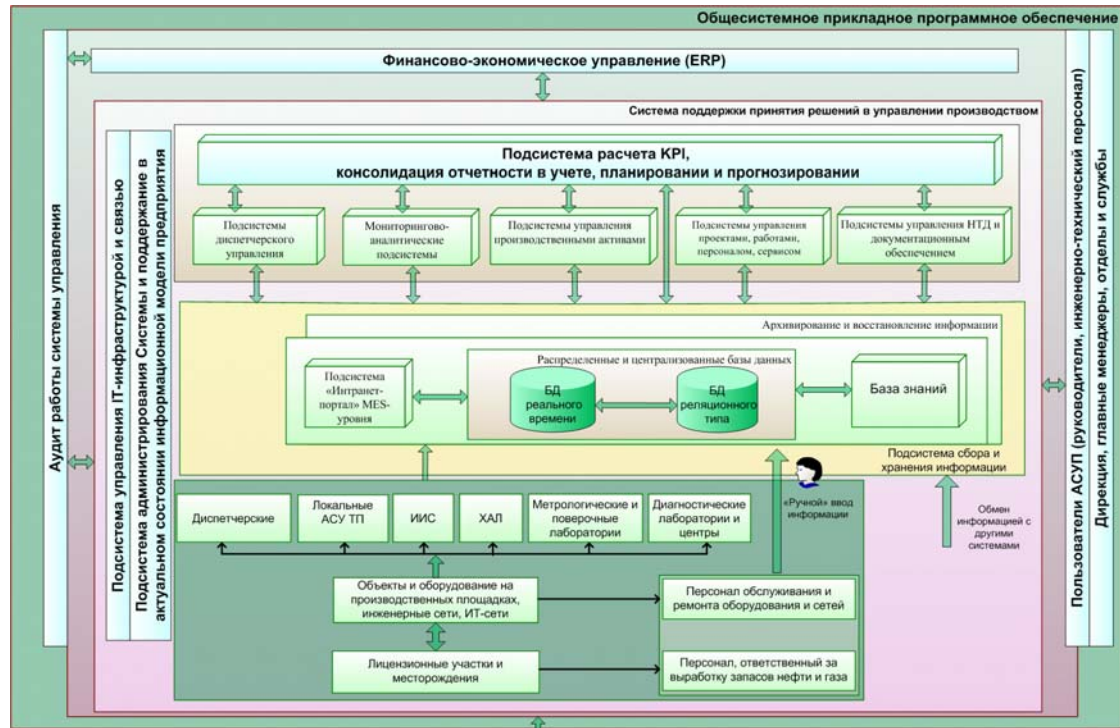 Общесистемное прикладное программное обеспечение
Аудит работы системы управления
Финансово-экономическое управление (ERP)
Пользователи АСУП (руководители, инженерно-технический персонал)
Дирекция, главные менеджеры, отделы и службы
Подсистема управления IT-инфраструктурой и связью
Подсистема администрирования Системы и поддержание в
актуальном состоянии информационной модели предприятия
Система поддержки принятия решений в управлении производством
Подсистема расчета KPI,
консолидация отчетности в учете, планировании и прогнозировании
Подсистемы
диспетчерского
управления
Мониторингово-
аналитические
подсистемы
Подсистемы управления
производственными активами
Подсистемы управления
проектами, работами,
персоналом, сервисом
Подсистемы управления НТД и
документационным
обеспечением
Архивирование и восстановление информации
Распределенные и централизованные базы данных
Подсистема
«Интранет-
портал» MES-
уровня
БД
реального
времени
БД
реляционного
типа
База знаний
Подсистема сбора и
хранения информации
«Ручной» ввод
информации
Обмен
информацией с
другими
системами
Диспетчерские
Локальные
АСУ ТП
ИИС
ХАЛ
Метрологические и
поверочные
лаборатории
Диагностические
лаборатории и
центры
Объекты и оборудование на
производственных площадках,
инженерные сети, ИТ-сети
Персонал обслуживания и
ремонта оборудования и сетей
Лицензионные участки и
месторождения
Персонал, ответственный за
выработку запасов нефти и газа